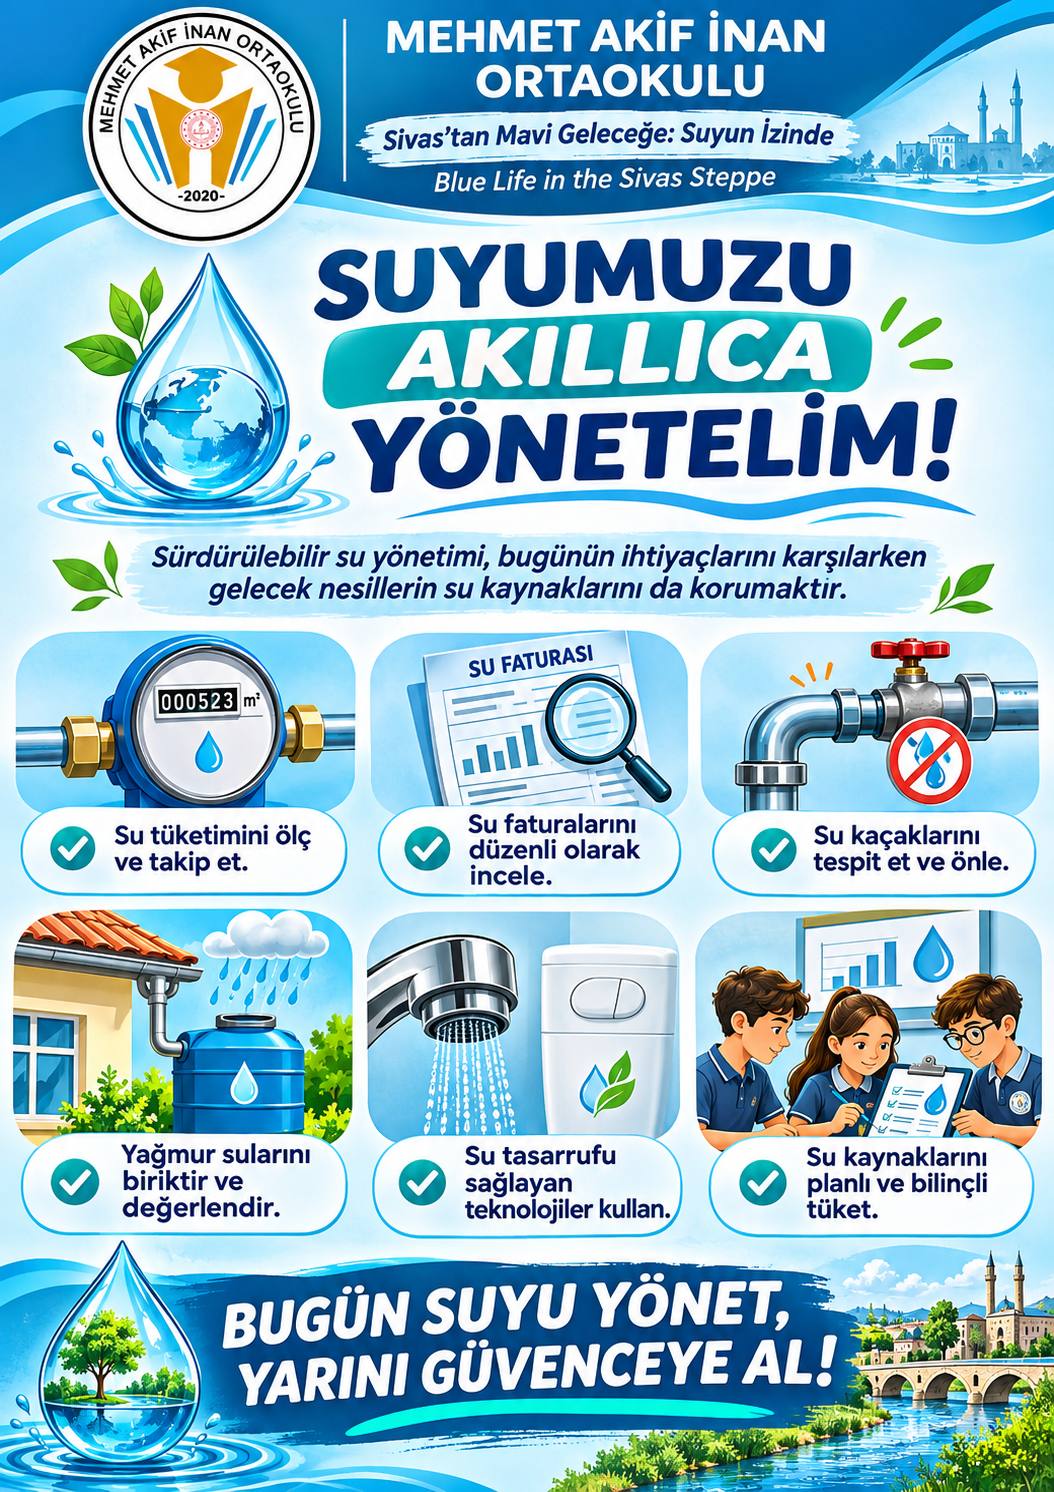 MEHMET AKİF İNAN ORTAOKULU
-2020-
MEHMET AKİF İNAN
ORTAOKULU
Sivas'tan Mavi Geleceğe: Suyun İzinde
Blue Life in the Sivas Steppe
SUYUMUZU
AKILLICA
YÖNETELİM!
Sürdürülebilir su yönetimi, bugünün ihtiyaçlarını karşılarken
gelecek nesillerin su kaynaklarını da korumaktır.
000523 m²
Su tüketimini ölç
ve takip et.
SU FATURASI
Su faturalarını
düzenli olarak
incele.
Su kaçaklarını
tespit et ve önle.
Yağmur sularını
biriktir ve
değerlendir.
Su tasarrufu
sağlayan
teknolojiler kullan.
Su kaynaklarını
planlı ve bilinçli
tüket.
BUGÜN SUYU YÖNET,
YARINI GÜVENCEYE AL!